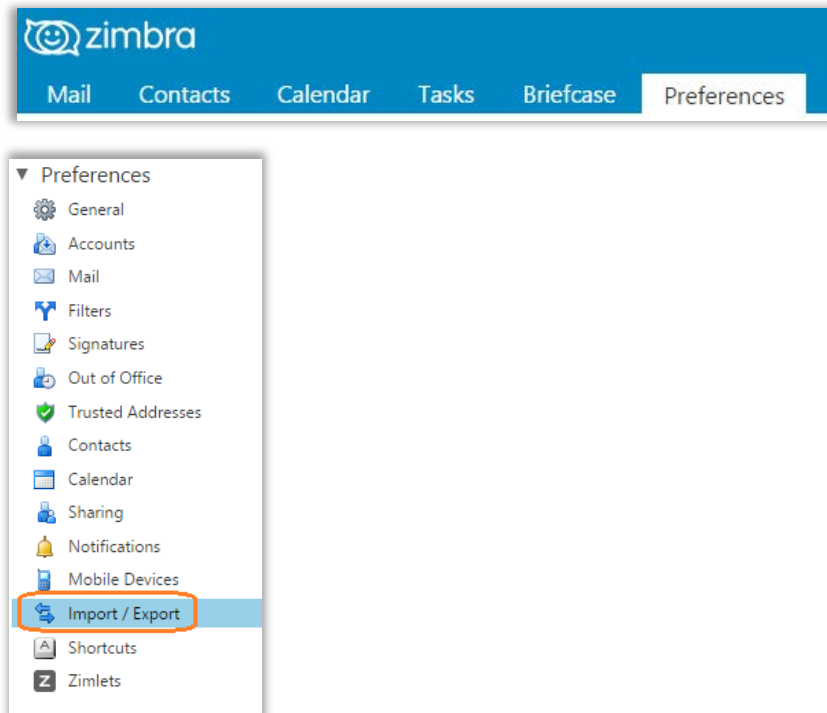 zimbra
Mail Contacts Calendar Tasks Briefcase Preferences
Preferences
General
Accounts
Mail
Filters
Signatures
Out of Office
Trusted Addresses
Contacts
Calendar
Sharing
Notifications
Mobile Devices
Import / Export
A Shortcuts
Z Zimlets